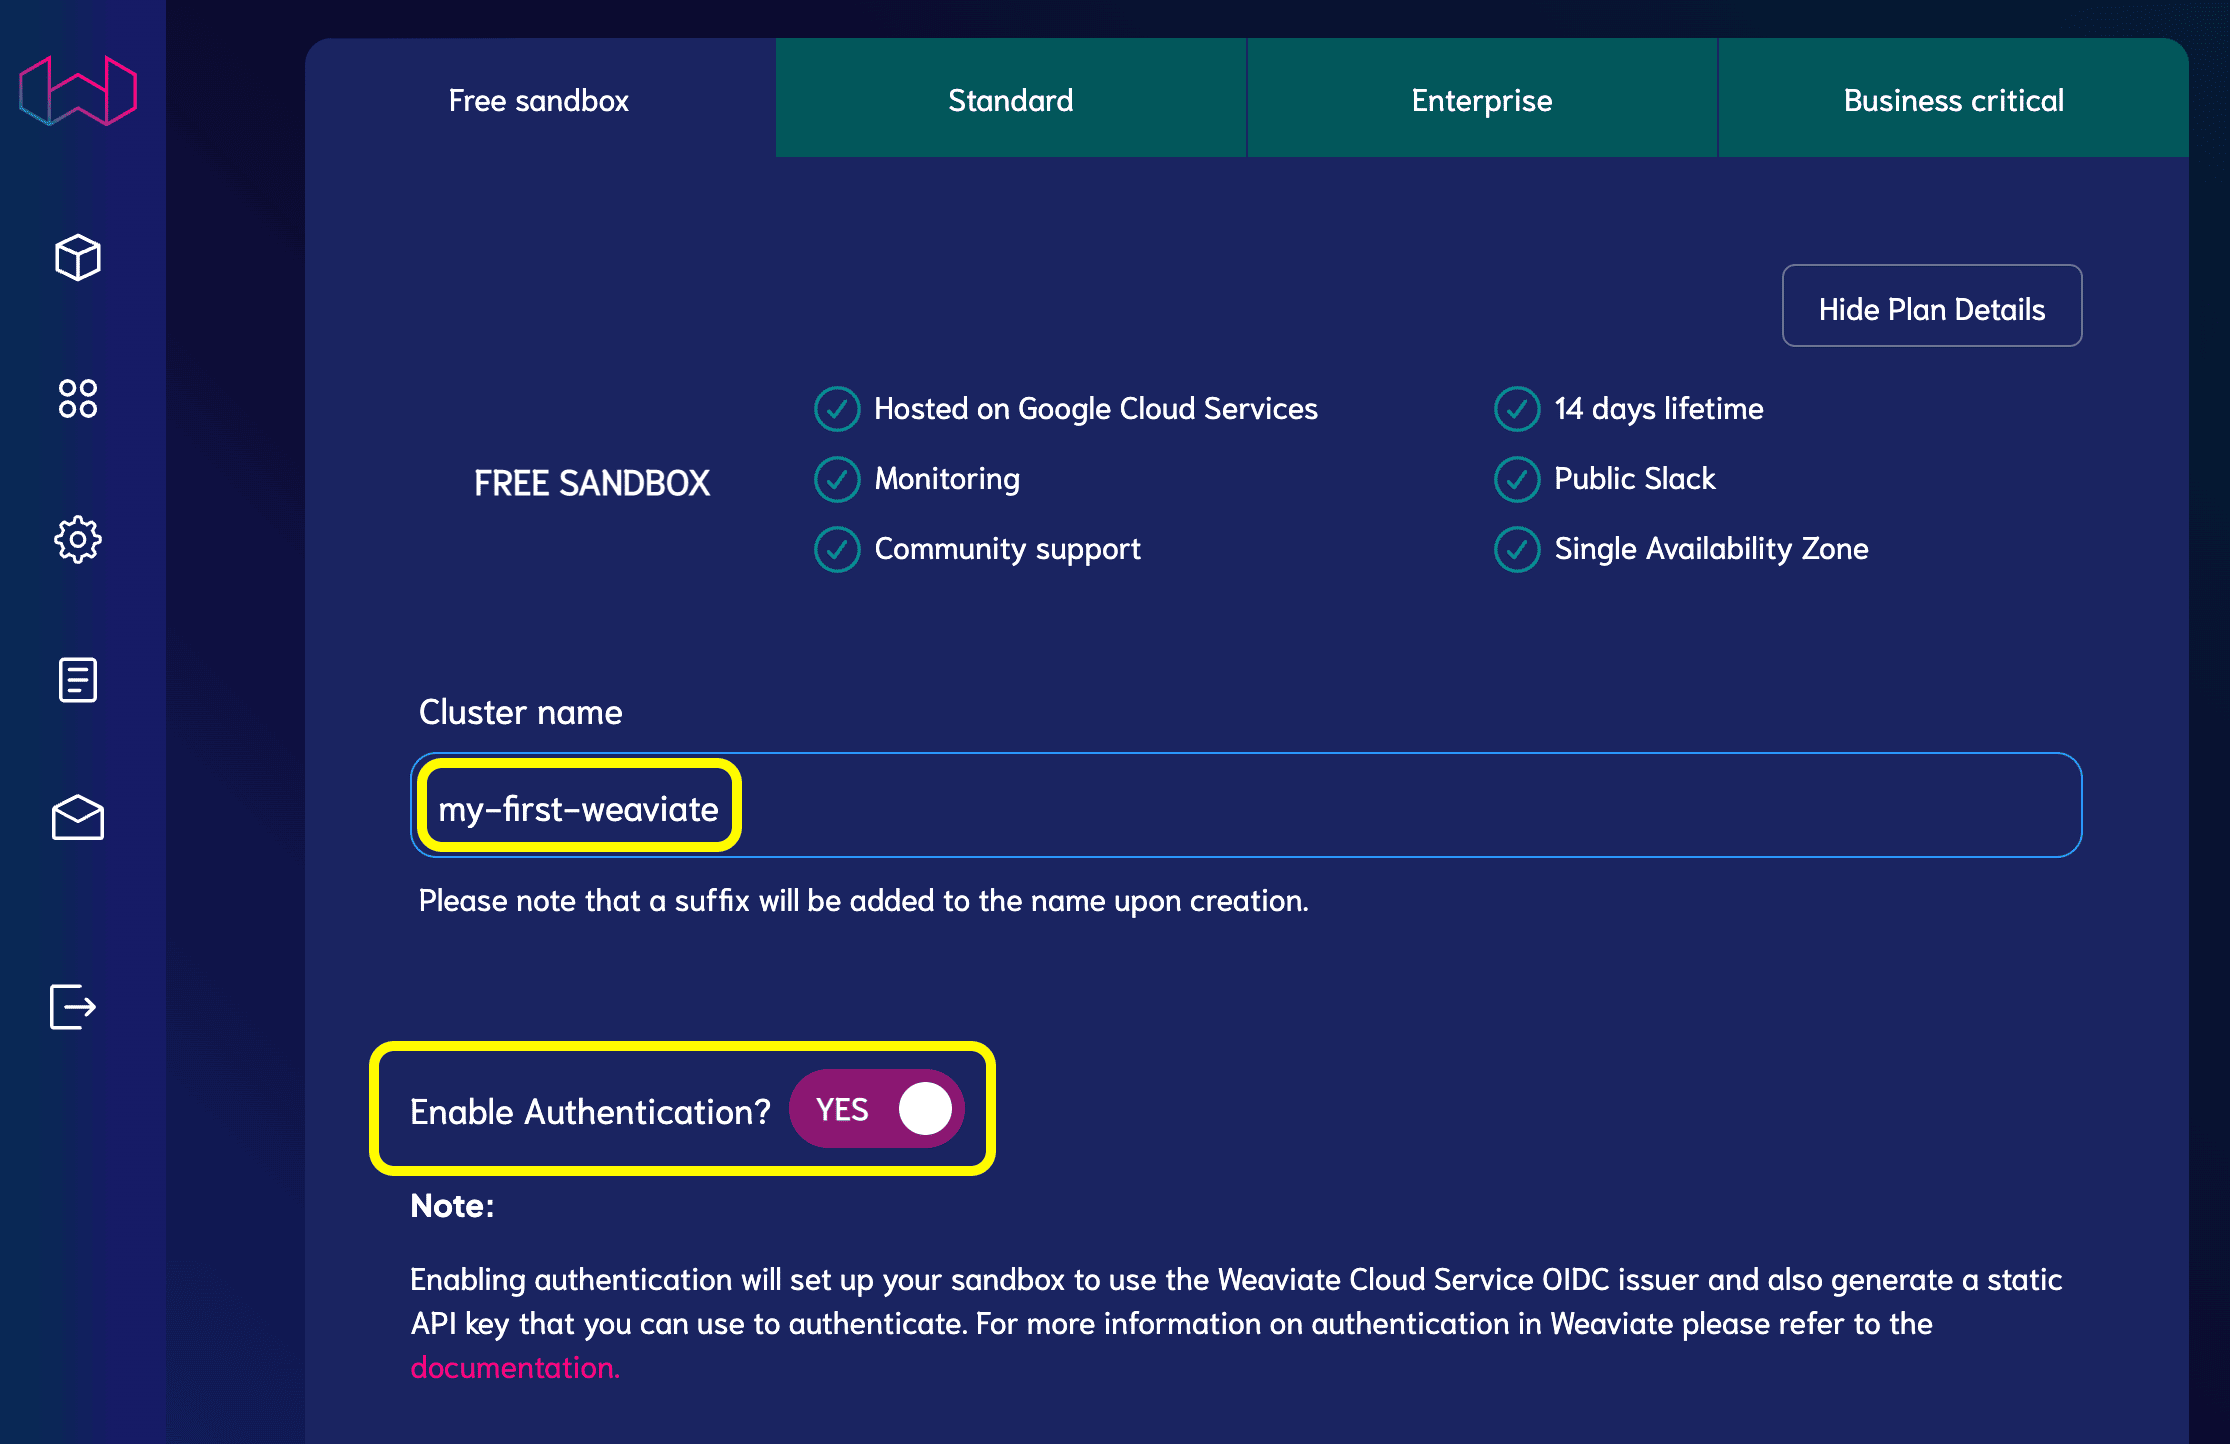 Free sandbox
Standard
Enterprise
Business critical
Hide Plan Details
FREE SANDBOX
Hosted on Google Cloud Services
Monitoring
Community support
14 days lifetime
Public Slack
Single Availability Zone
Cluster name
my-first-weaviate
Please note that a suffix will be added to the name upon creation.
Enable Authentication? YES
Note:
Enabling authentication will set up your sandbox to use the Weaviate Cloud Service OIDC issuer and also generate a static
API key that you can use to authenticate. For more information on authentication in Weaviate please refer to the
documentation.